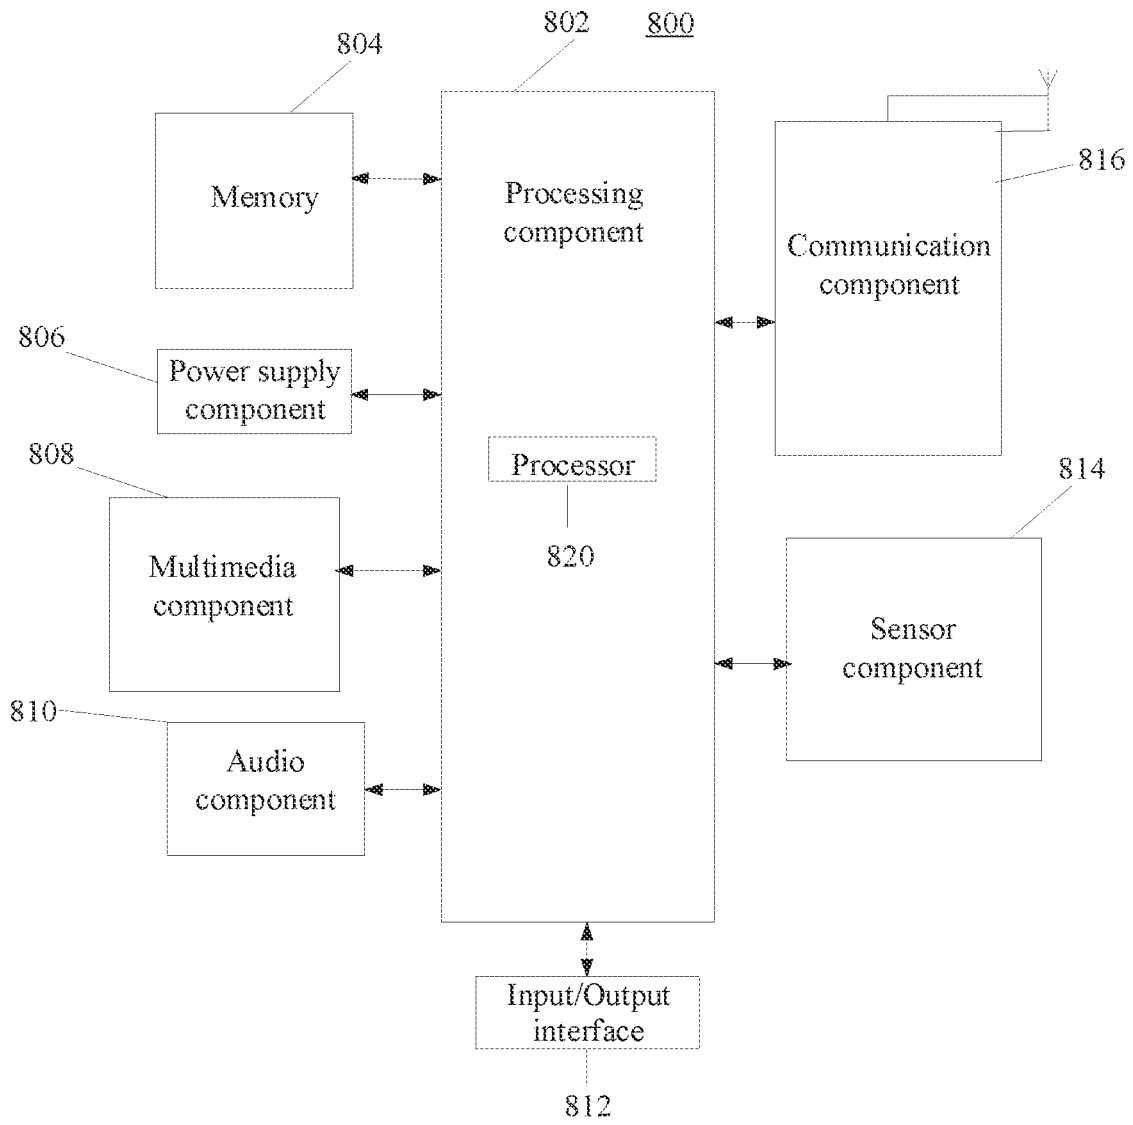 802
800
804
Memory
Processing
component
816
Communication
component
806
Power supply
component
808
Processor
814
820
Multimedia
component
Sensor
component
810
Audio
component
Input/Output
interface
812